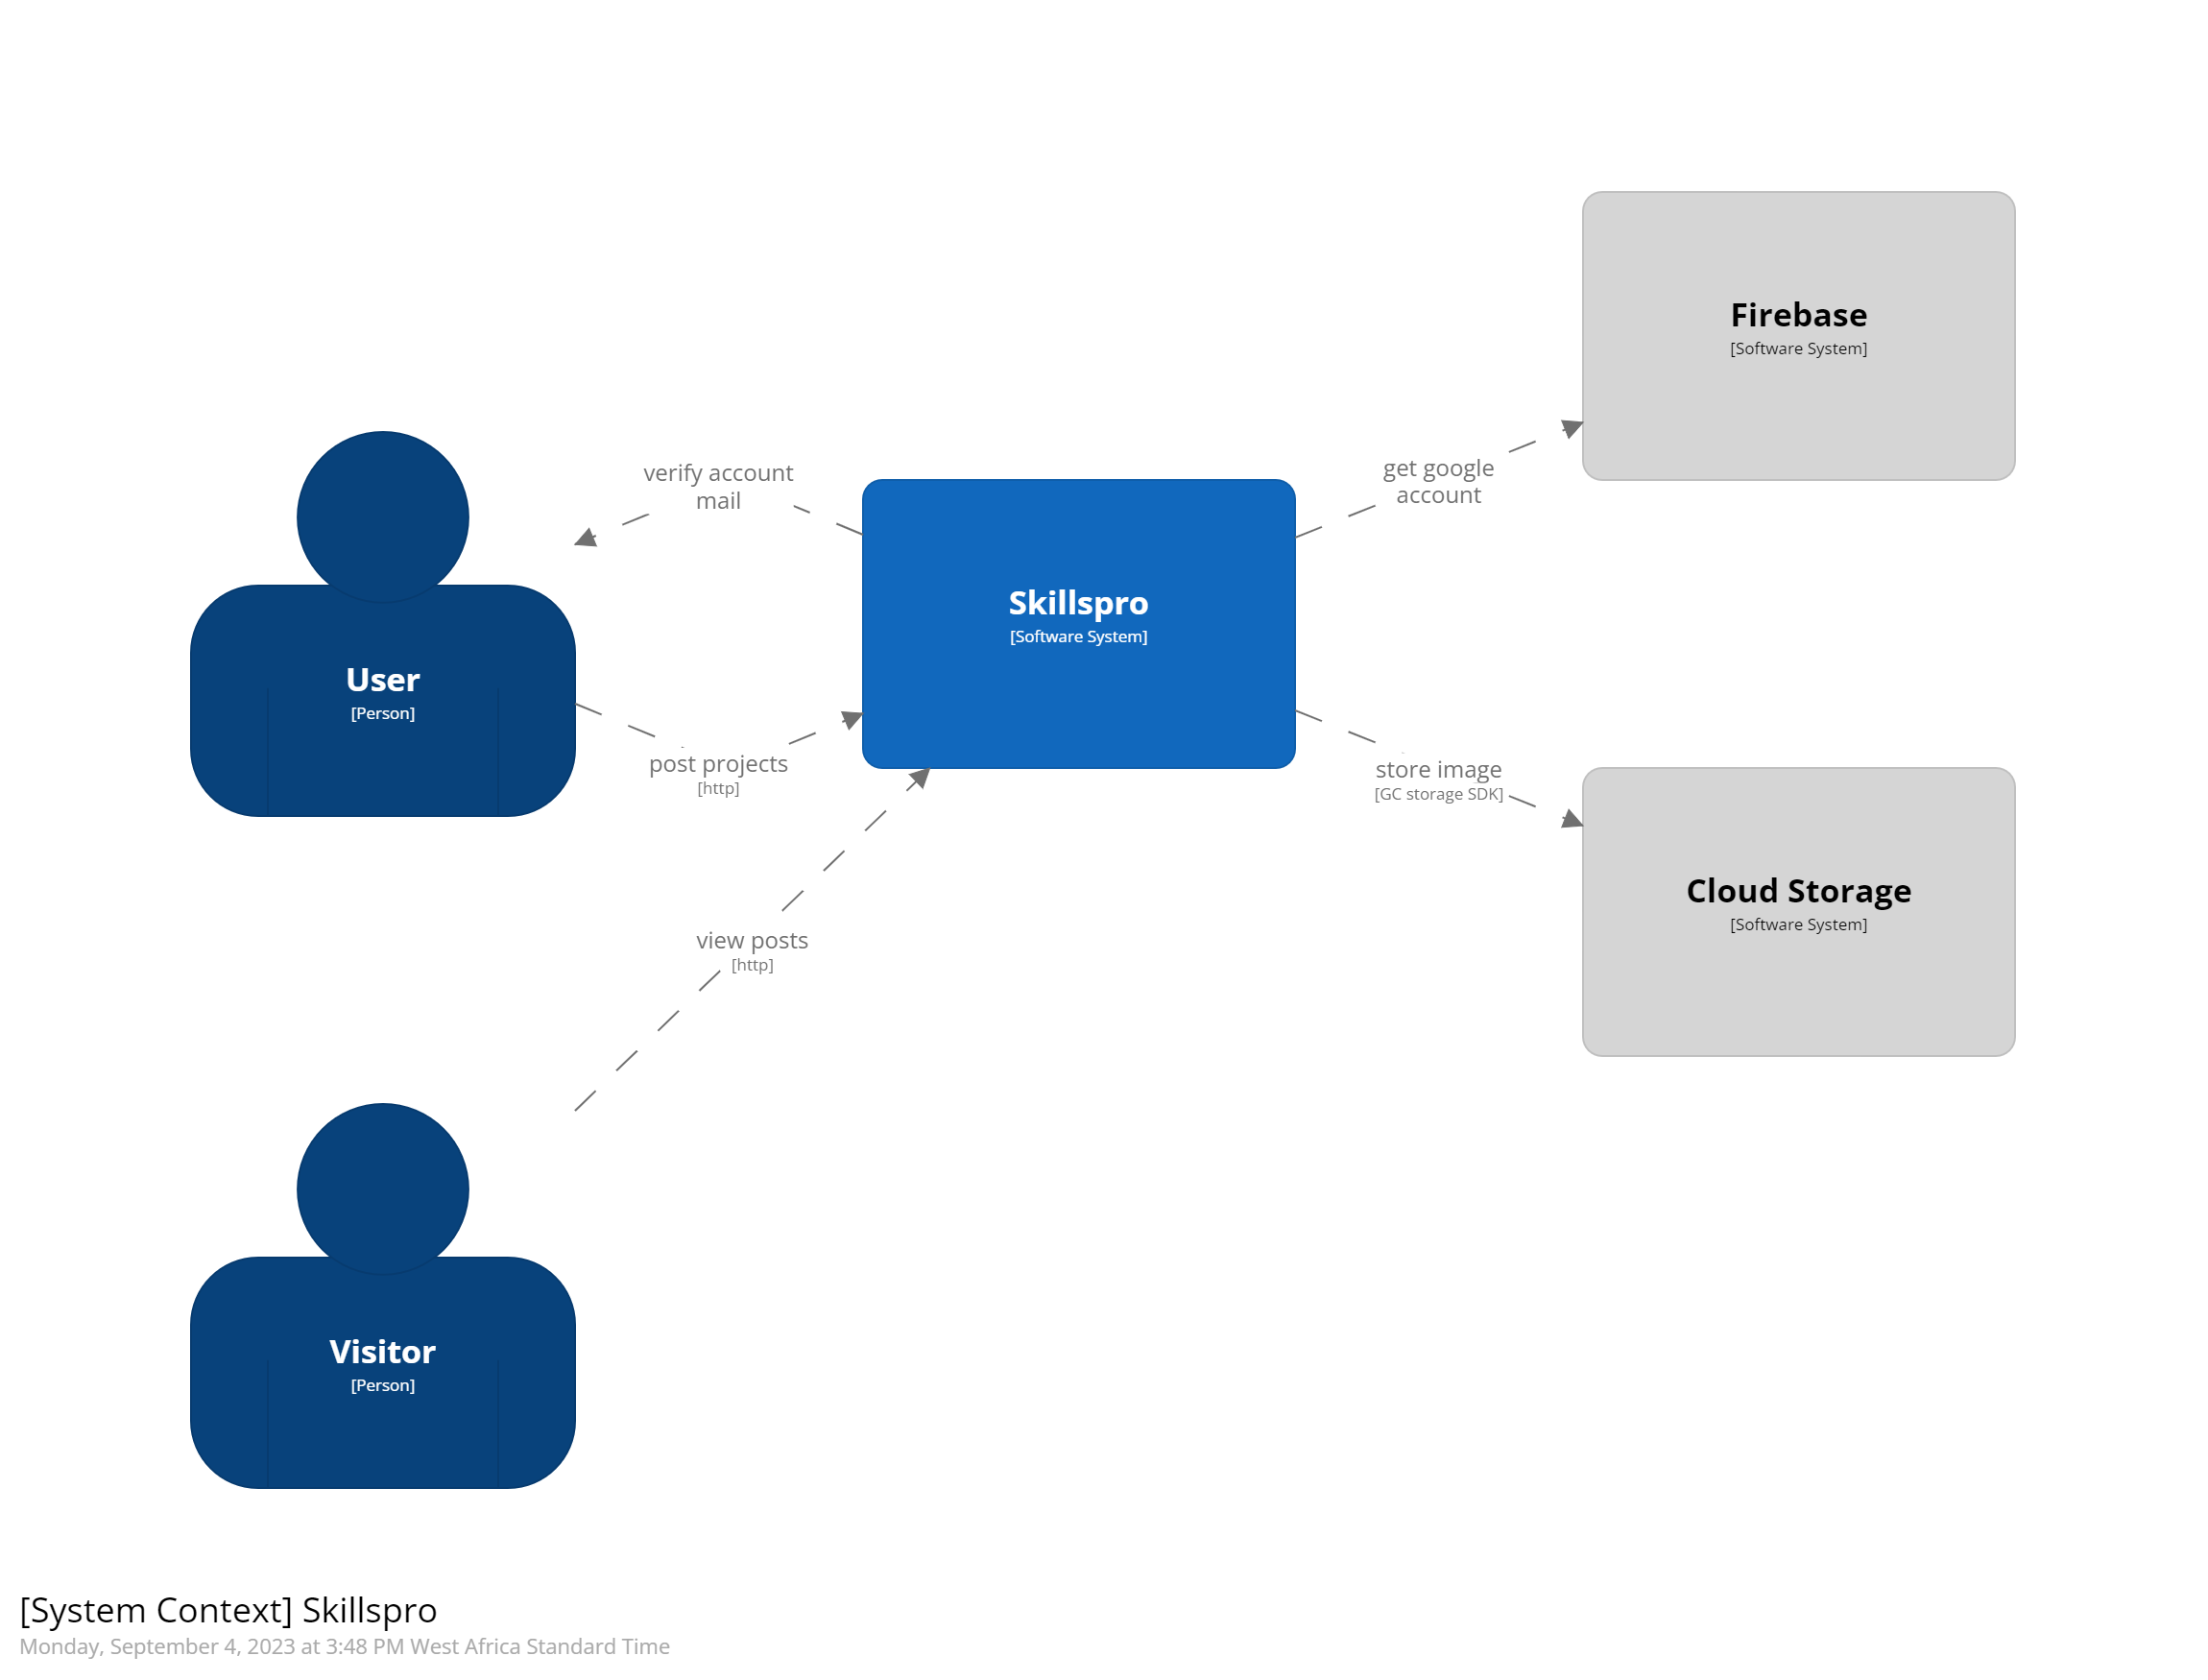 Firebase
[Software System]
verify account
mail
get google
account
Skillspro
[Software System]
User
[Person]
post projects
[http]
store image
[GC storage SDK]
Cloud Storage
[Software System]
view posts
[http]
Visitor
[Person]
[System Context] Skillspro
Monday, September 4, 2023 at 3:48 PM West Africa Standard Time